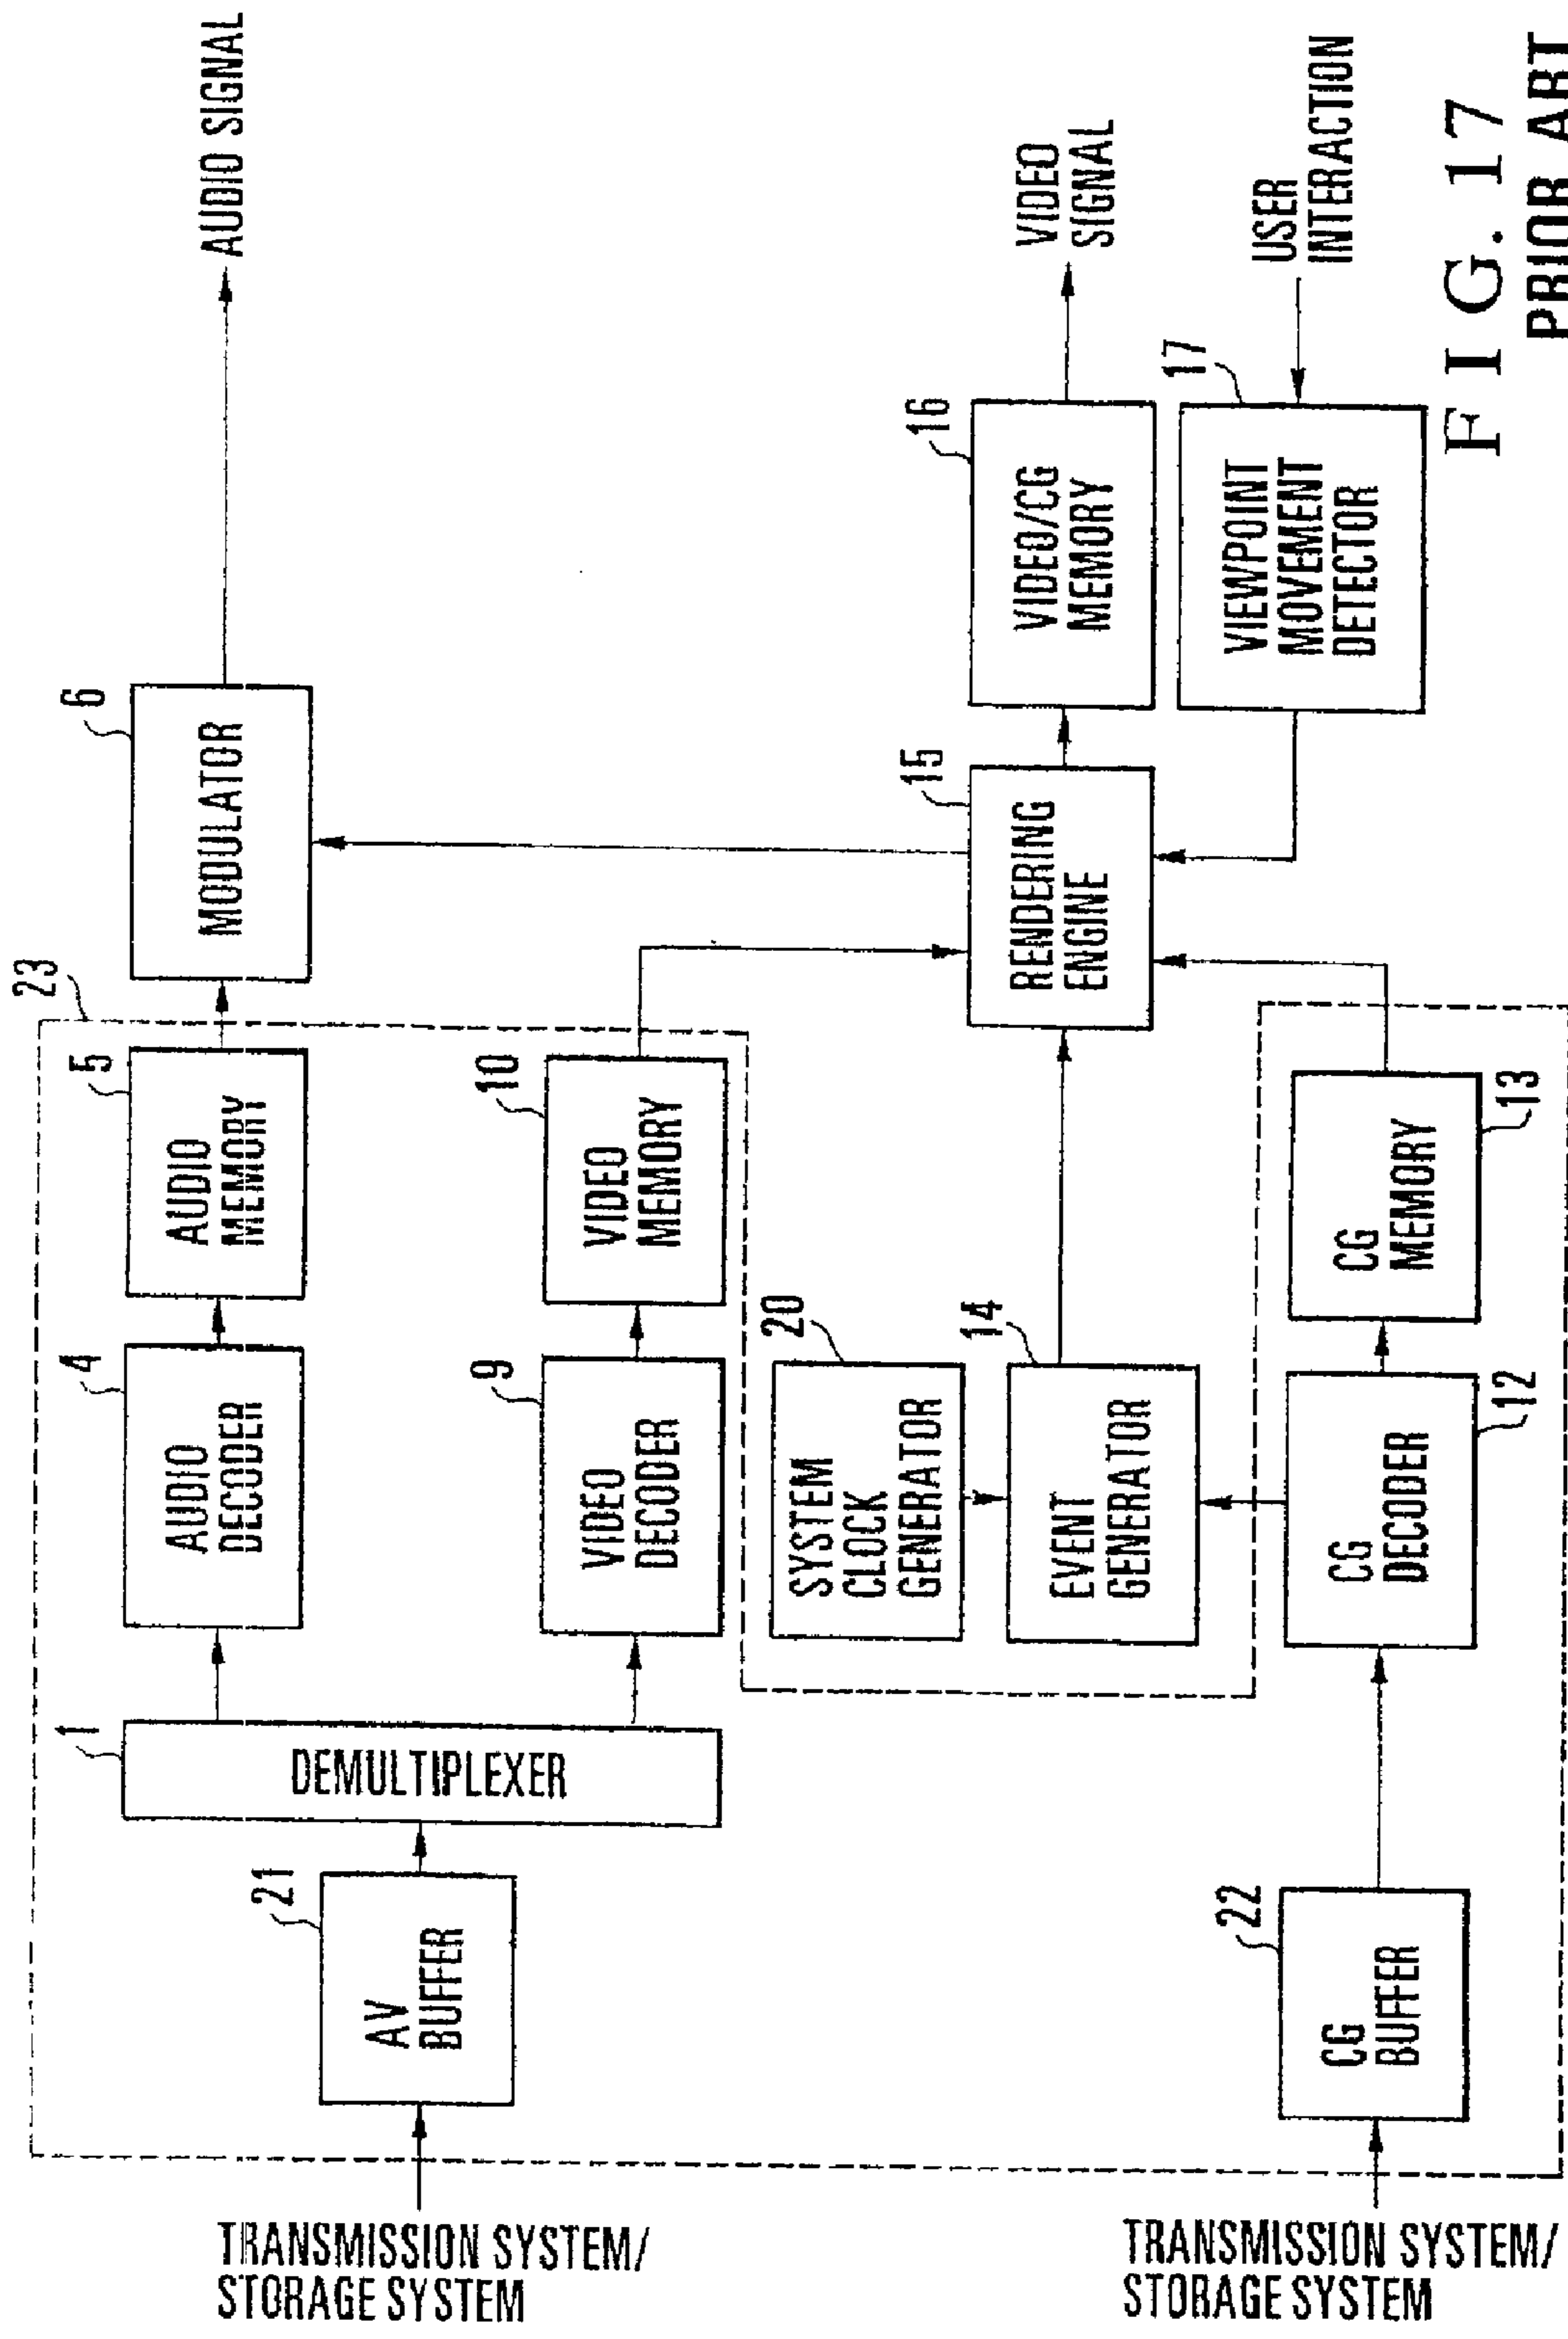 TRANSMISSION SYSTEM/
STORAGE SYSTEM
21
AV
BUFFER
1
DEMULTIPLEXER
4
AUDIO
DECODER
5
AUDIO
MEMORY
23
6
MODULATOR
AUDIO SIGNAL
9
VIDEO
DECODER
10
VIDEO
MEMORY
20
SYSTEM
CLOCK
GENERATOR
14
EVENT
GENERATOR
15
RENDERING
ENGINE
16
VIDEO/CG
MEMORY
VIDEO
SIGNAL
17
VIEWPOINT
MOVEMENT
DETECTOR
USER
INTERACTION
TRANSMISSION SYSTEM/
STORAGE SYSTEM
22
CG
BUFFER
CG
DECODER
12
CG
MEMORY
13
FIG. 17
PRIOR ART